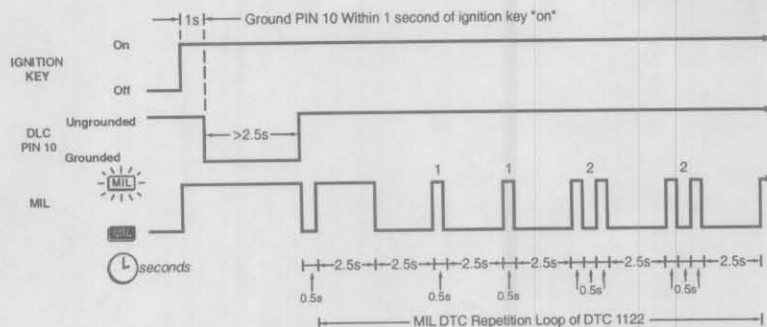 1s
Ground PIN 10 Within 1 second of ignition key "on"
IGNITION
KEY
On
Off
DLC
PIN 10
Ungrounded
>2.5s
Grounded
MIL
MIL
MIL
1 1 2 2
seconds
2.5s 2.5s 2.5s 2.5s 2.5s 2.5s
0.5s 0.5s 0.5s 0.5s 0.5s
MIL DTC Repetition Loop of DTC 1122